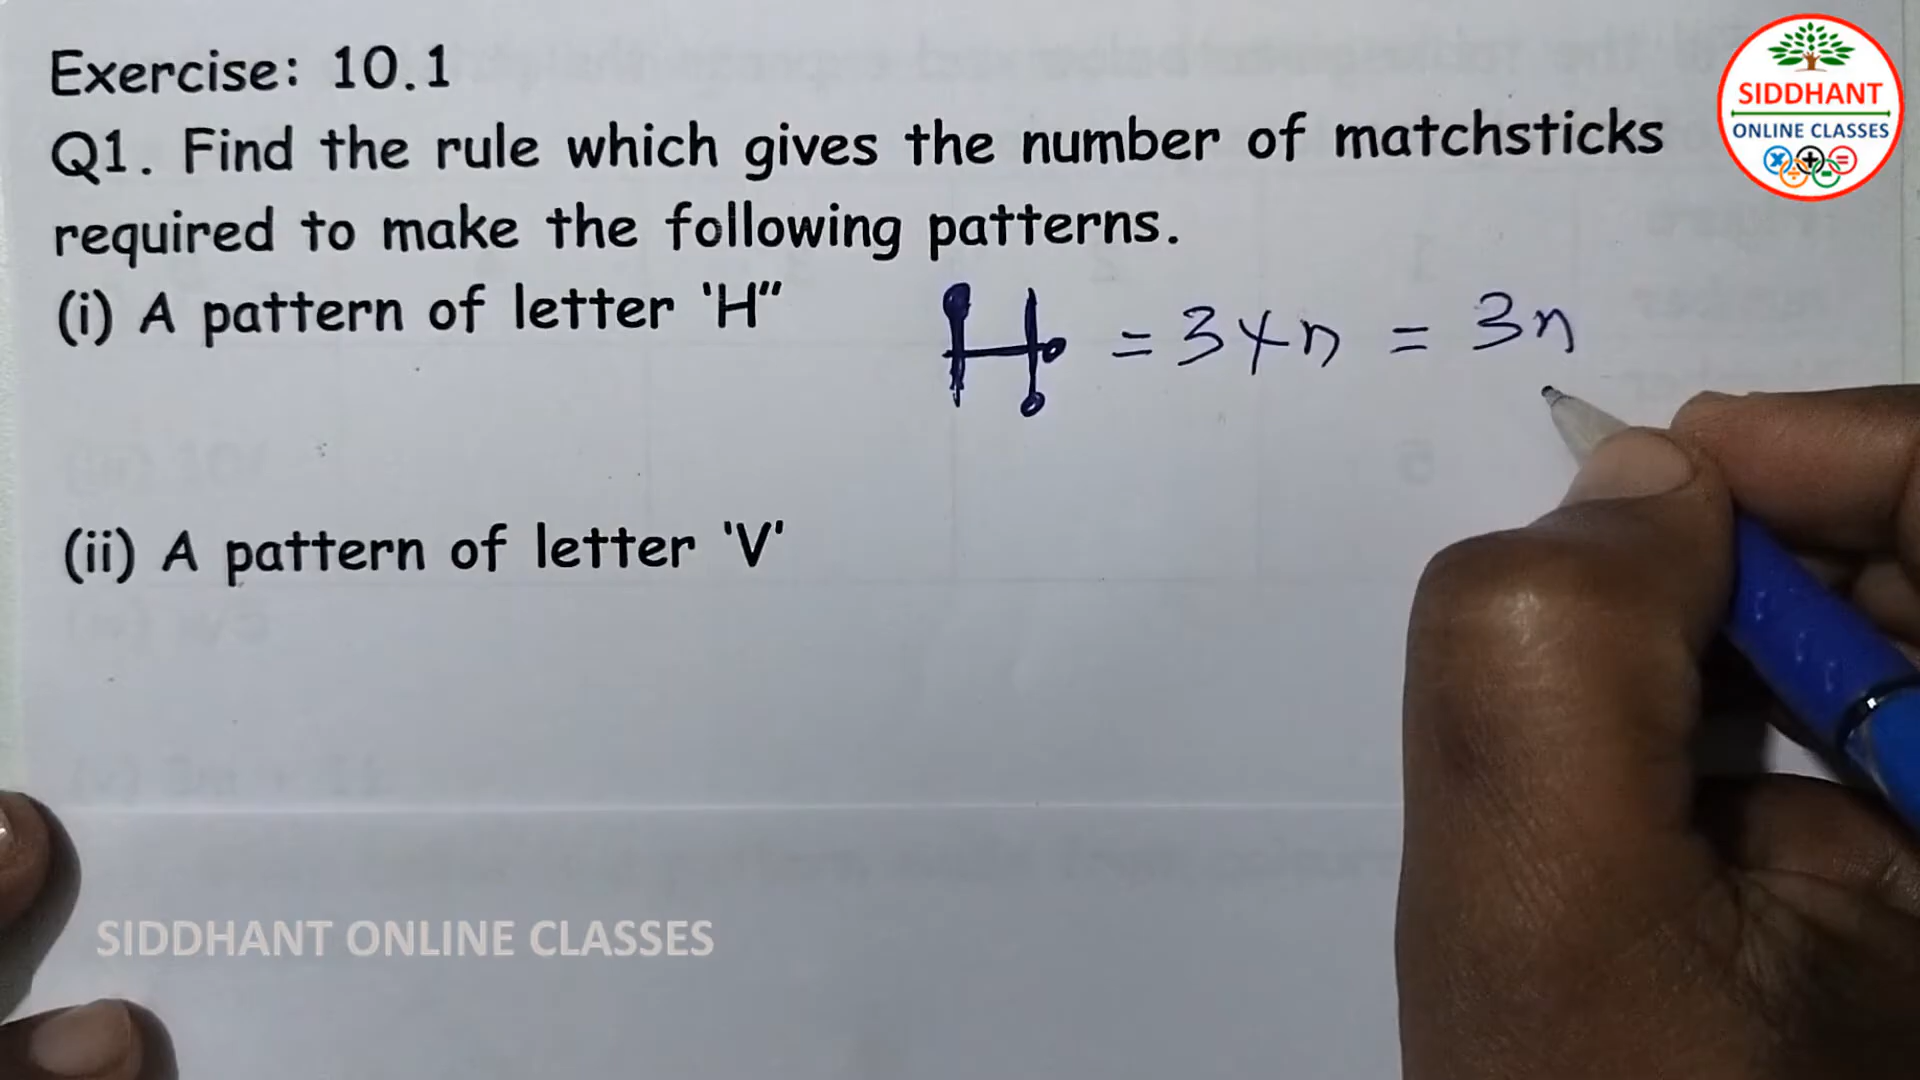 Exercise: 10.1
SIDDHANT
ONLINE CLASSES
Q1. Find the rule which gives the number of matchsticks
required to make the following patterns.
(i) A pattern of letter 'H" H = 3 × n = 3n
(ii) A pattern of letter 'V'
SIDDHANT ONLINE CLASSES